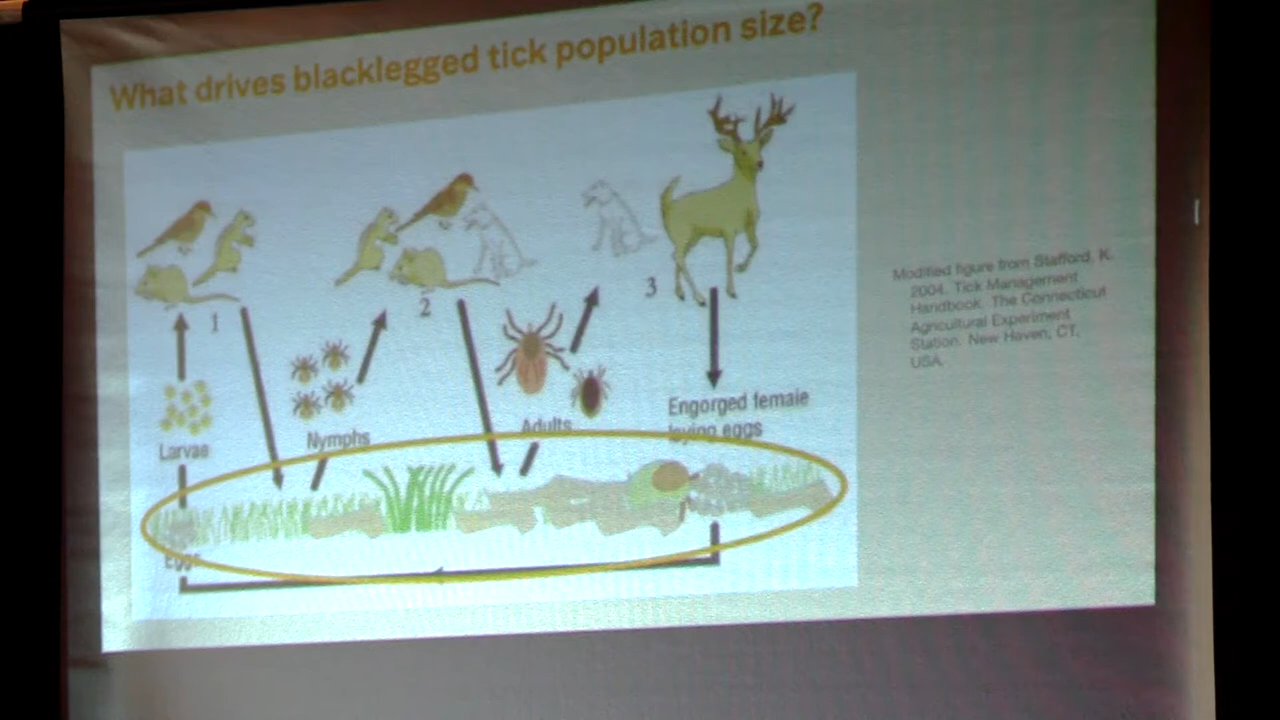 What drives blacklegged tick population size?
1
2
3
Larvae
Nymphs
Adults
Engorged female
laying eggs
Eggs
Modified figure from Stafford, K.
2004. Tick Management
Handbook. The Connecticut
Agricultural Experiment
Station. New Haven, CT,
USA.